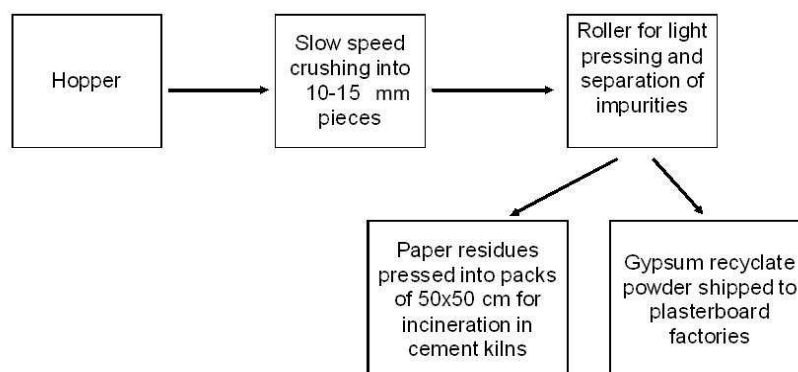 Hopper
Slow speed
crushing into
10-15 mm
pieces
Roller for light
pressing and
separation of
impurities
Paper residues
pressed into packs
of 50x50 cm for
incineration in
cement kilns
Gypsum recyclate
powder shipped to
plasterboard
factories